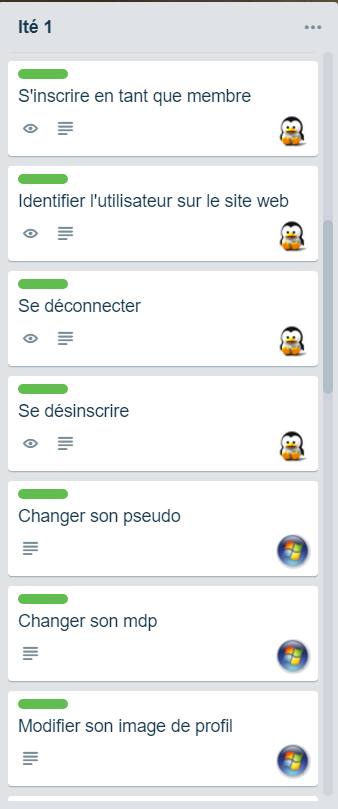 Ité 1
S'inscrire en tant que membre
Identifier l'utilisateur sur le site web
Se déconnecter
Se désinscrire
Changer son pseudo
Changer son mdp
Modifier son image de profil